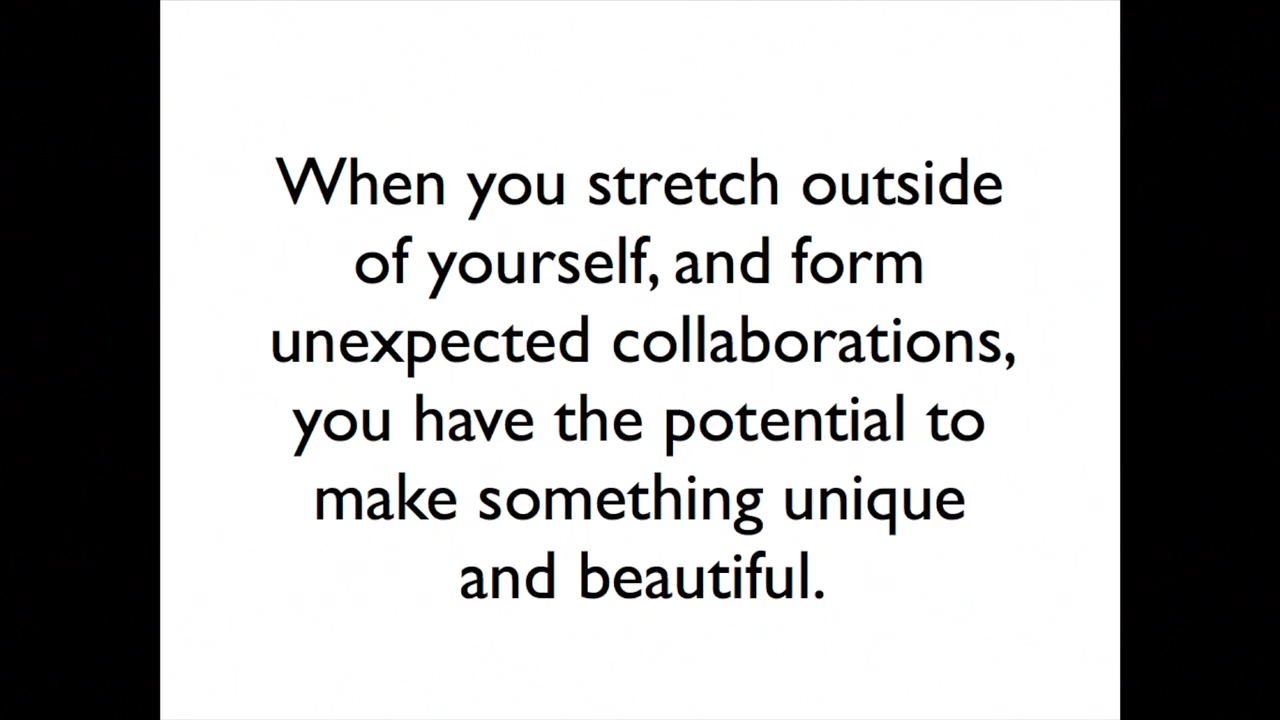 When you stretch outside
of yourself, and form
unexpected collaborations,
you have the potential to
make something unique
and beautiful.